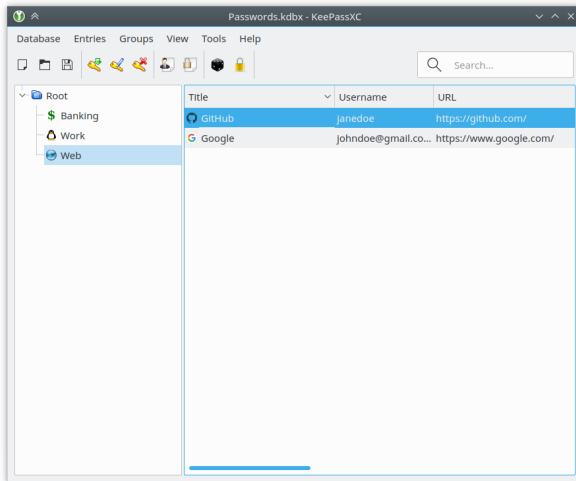 Passwords.kdbx - KeePassXC
Database Entries Groups View Tools Help
Search...
Root
Banking
Work
Web
Title Username URL
GitHub janedoe https://github.com/
Google johndoe@gmail.co... https://www.google.com/